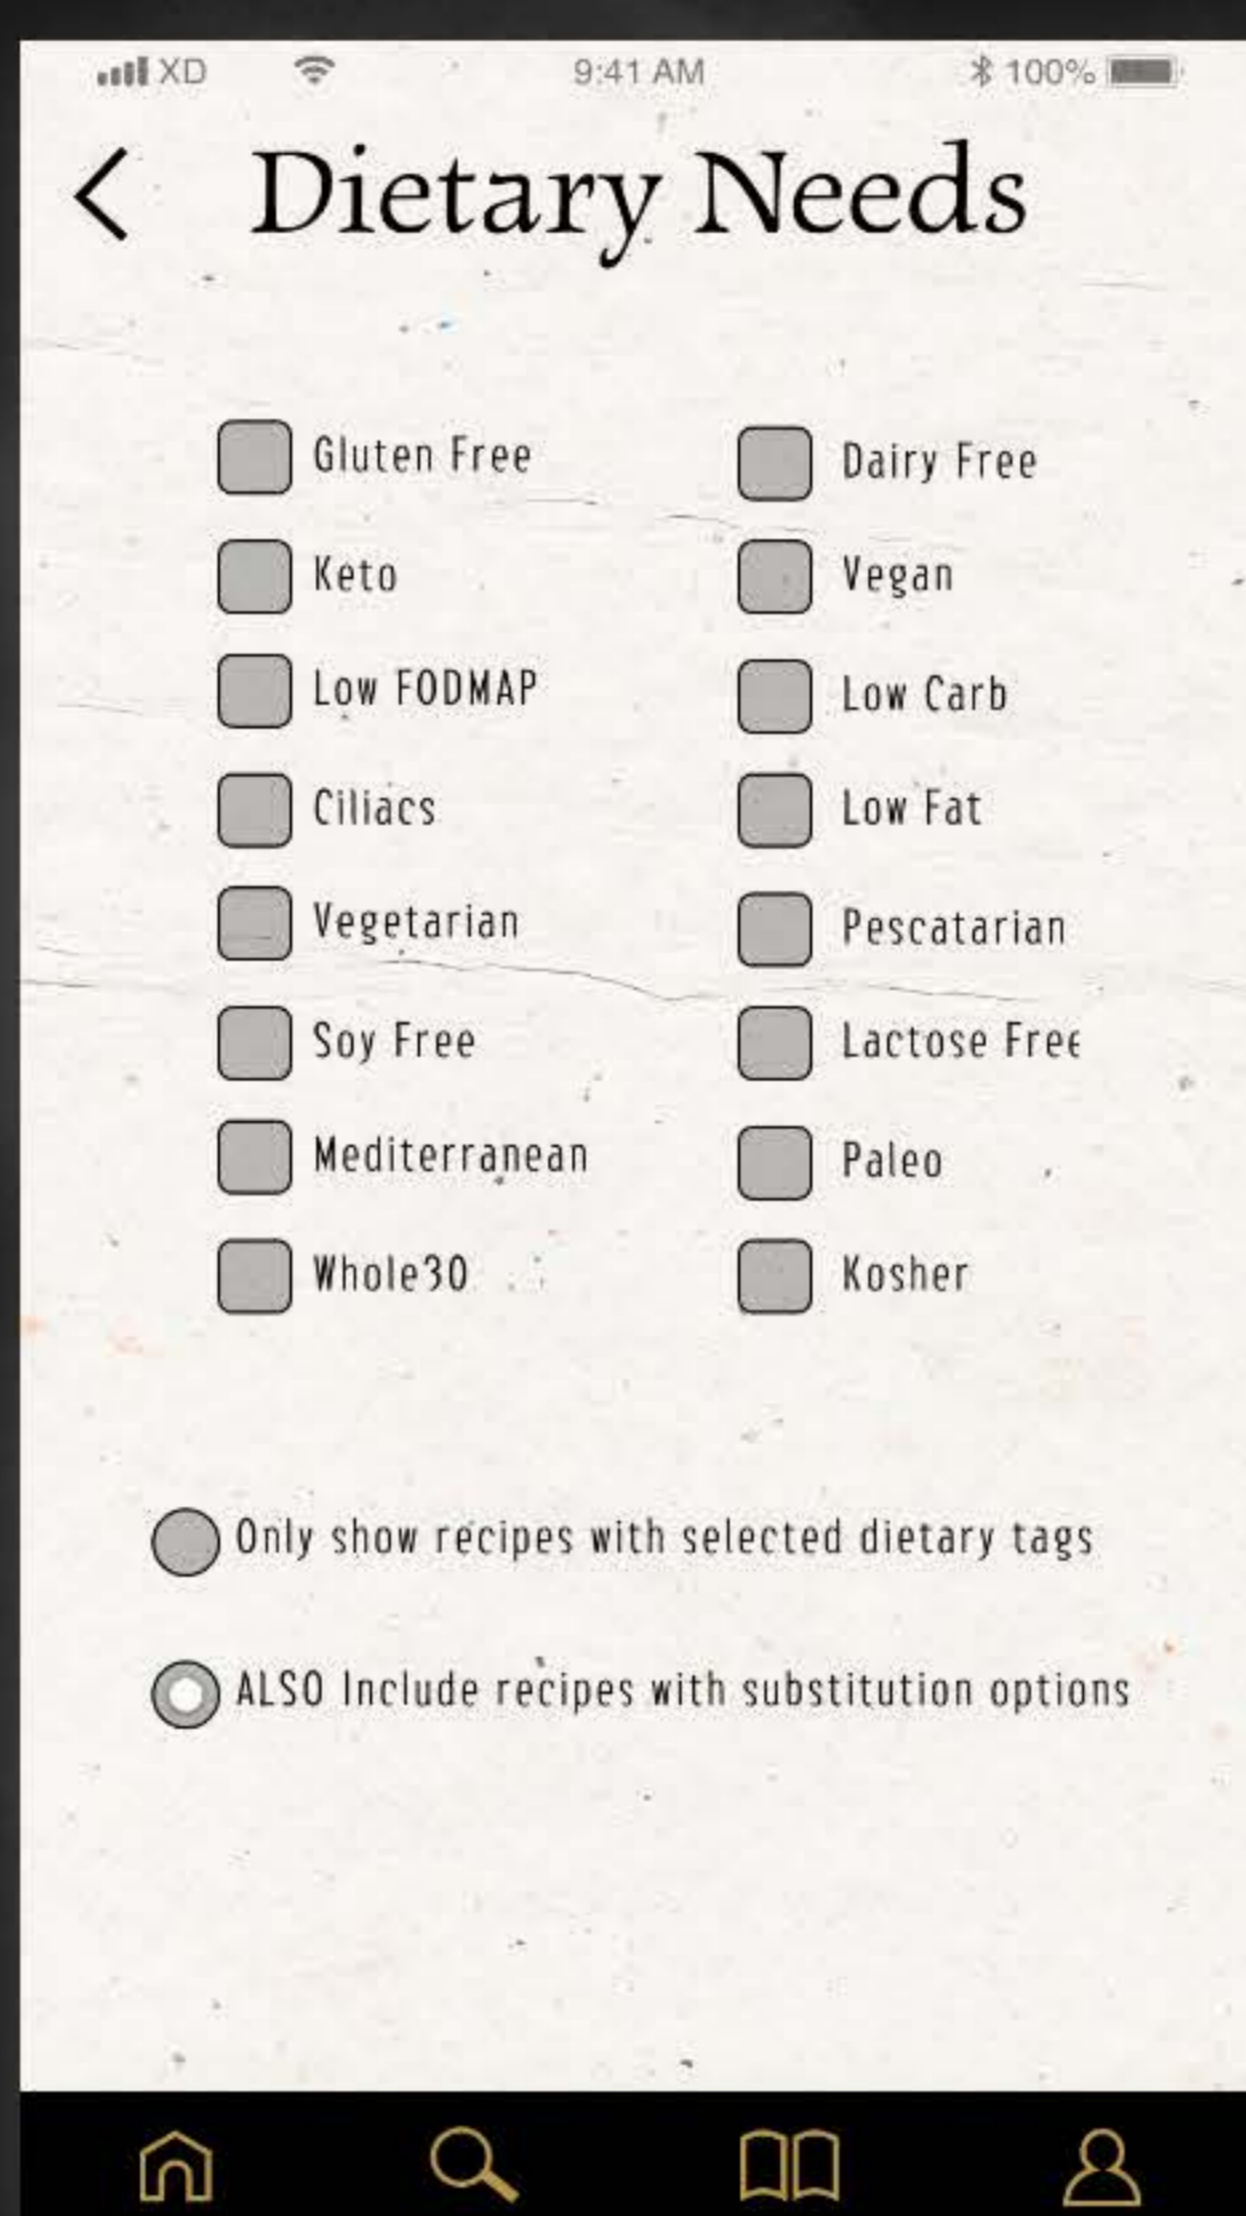 XD 9:41 AM 100%
Dietary Needs
Gluten Free Dairy Free
Keto Vegan
Low FODMAP Low Carb
Ciliacs Low Fat
Vegetarian Pescatarian
Soy Free Lactose Free
Mediterranean Paleo
Whole30 Kosher
Only show recipes with selected dietary tags
ALSO Include recipes with substitution options